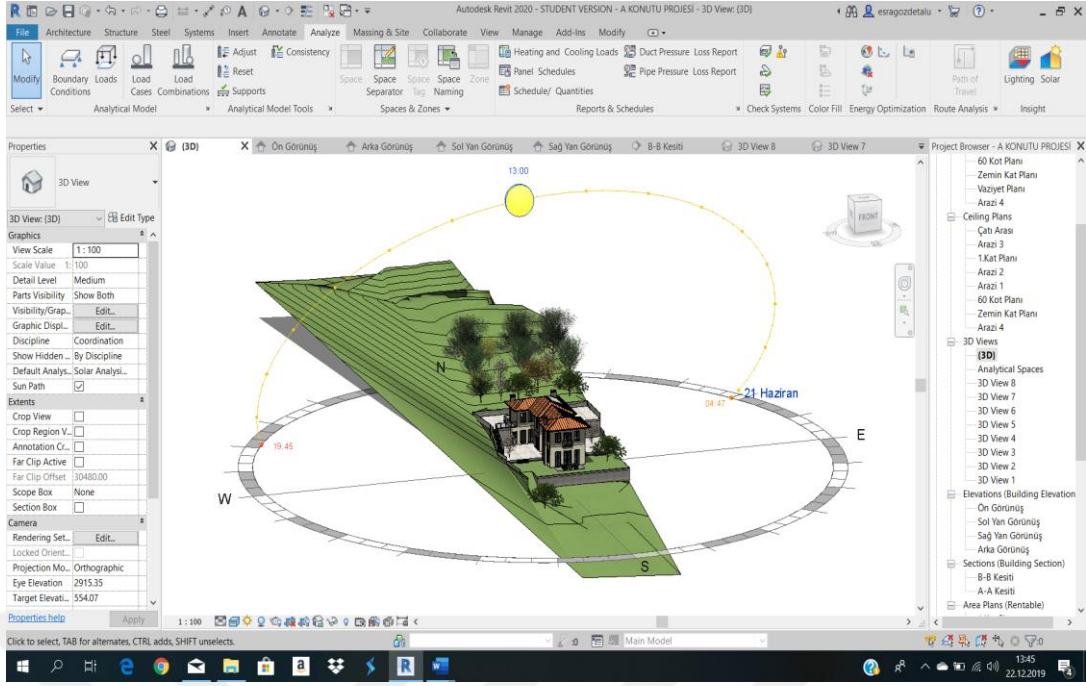 Autodesk Revit 2020 - STUDENT VERSION - A KONUTU PROJESİ - 3D View: {3D}
esragozdetalu
File Architecture Structure Steel Systems Insert Annotate Analyze Massing & Site Collaborate View Manage Add-Ins Modify
Modify
Boundary Conditions
Loads
Load Cases
Load Combinations
Adjust
Reset
Supports
Consistency
Space
Space Separator
Space Tag
Space Naming
Zone
Heating and Cooling Loads
Panel Schedules
Schedule/ Quantities
Duct Pressure Loss Report
Pipe Pressure Loss Report
Path of Travel
Lighting
Solar
Select
Analytical Model
Analytical Model Tools
Spaces & Zones
Reports & Schedules
Check Systems
Color Fill
Energy Optimization
Route Analysis
Insight
Properties
3D View
3D View: {3D}
Edit Type
Graphics
View Scale 1 : 100
Scale Value 1: 100
Detail Level Medium
Parts Visibility Show Both
Visibility/Grap... Edit...
Graphic Displ... Edit...
Discipline Coordination
Show Hidden ... By Discipline
Default Analys... Solar Analysi...
Sun Path
Extents
Crop View
Crop Region V...
Annotation Cr...
Far Clip Active
Far Clip Offset 30480.00
Scope Box None
Section Box
Camera
Rendering Set... Edit...
Locked Orient...
Projection Mo... Orthographic
Eye Elevation 2915.35
Target Elevati... 554.07
Properties help
Apply
{3D}
Ön Görünüş
Arka Görünüş
Sol Yan Görünüş
Sağ Yan Görünüş
B-B Kesiti
3D View 8
3D View 7
13:00
FRONT
N
21 Haziran
04:47
19:45
E
W
S
1 : 100
Project Browser - A KONUTU PROJESİ
60 Kot Planı
Zemin Kat Planı
Vaziyet Planı
Arazi 4
Ceiling Plans
Çatı Arası
Arazi 3
1.Kat Planı
Arazi 2
Arazi 1
60 Kot Planı
Zemin Kat Planı
Arazi 4
3D Views
{3D}
Analytical Spaces
3D View 8
3D View 7
3D View 6
3D View 5
3D View 4
3D View 3
3D View 2
3D View 1
Elevations (Building Elevation
Ön Görünüş
Sol Yan Görünüş
Sağ Yan Görünüş
Arka Görünüş
Sections (Building Section)
B-B Kesiti
A-A Kesiti
Area Plans (Rentable)
Click to select, TAB for alternates, CTRL adds, SHIFT unselects.
:0
Main Model
:0
13:45
22.12.2019